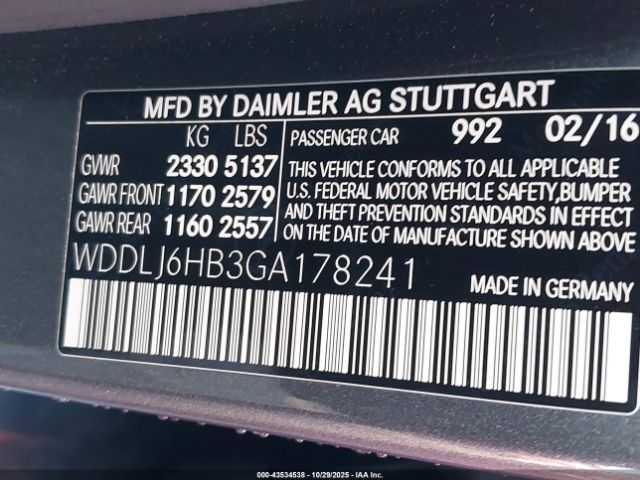 MFD BY DAIMLER AG STUTTGART
KG LBS PASSENGER CAR 992 02/16
GVWR 2330 5137
GAWR FRONT 1170 2579
GAWR REAR 1160 2557
THIS VEHICLE CONFORMS TO ALL APPLICABLE
U.S. FEDERAL MOTOR VEHICLE SAFETY,BUMPER
AND THEFT PREVENTION STANDARDS IN EFFECT
ON THE DATE OF MANUFACTURE SHOWN ABOVE
WDDLJ6HB3GA178241 MADE IN GERMANY
000-43534538 10/29/2025 IAA Inc.